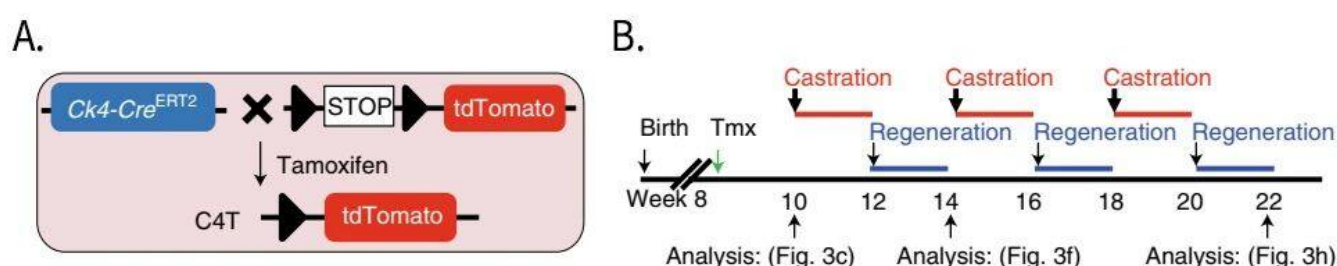 A.
Ck4-CreERT2
STOP
tdTomato
Tamoxifen
C4T
tdTomato
B.
Castration Castration Castration
Birth Tmx Regeneration Regeneration Regeneration
Week 8 10 12 14 16 18 20 22
Analysis: (Fig. 3c) Analysis: (Fig. 3f) Analysis: (Fig. 3h)